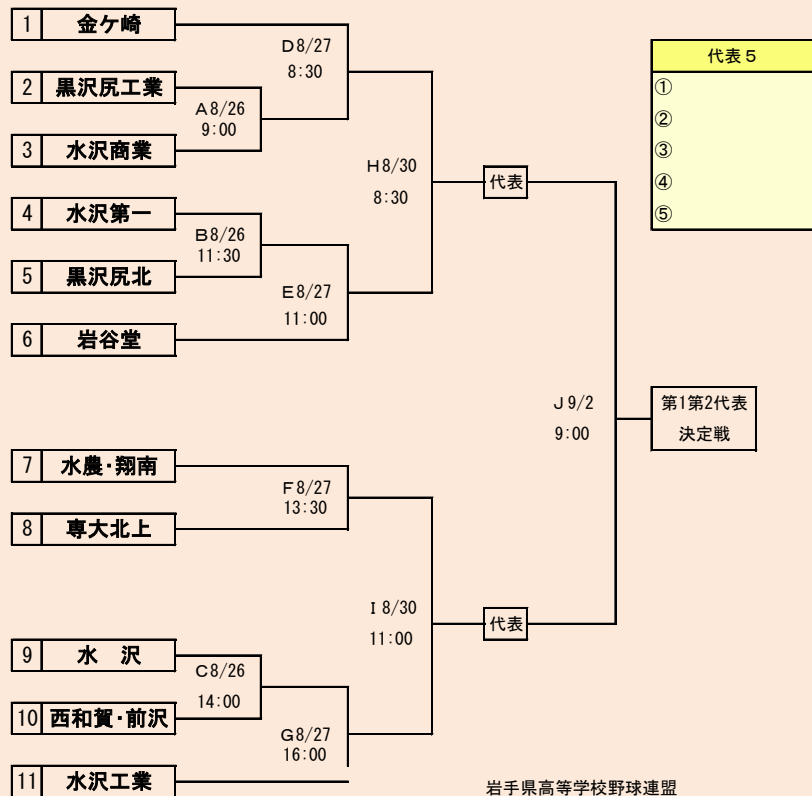 1 金ケ崎
D8/27
8:30
代表5
2 黒沢尻工業
①
A8/26
9:00
②
3 水沢商業
③
H8/30
8:30
代表
④
4 水沢第一
⑤
B8/26
11:30
5 黒沢尻北
E8/27
11:00
6 岩谷堂
J9/2
9:00
第1第2代表
決定戦
7 水農・翔南
F8/27
13:30
8 専大北上
I8/30
11:00
代表
9 水 沢
C8/26
14:00
10 西和賀・前沢
G8/27
16:00
11 水沢工業
岩手県高等学校野球連盟